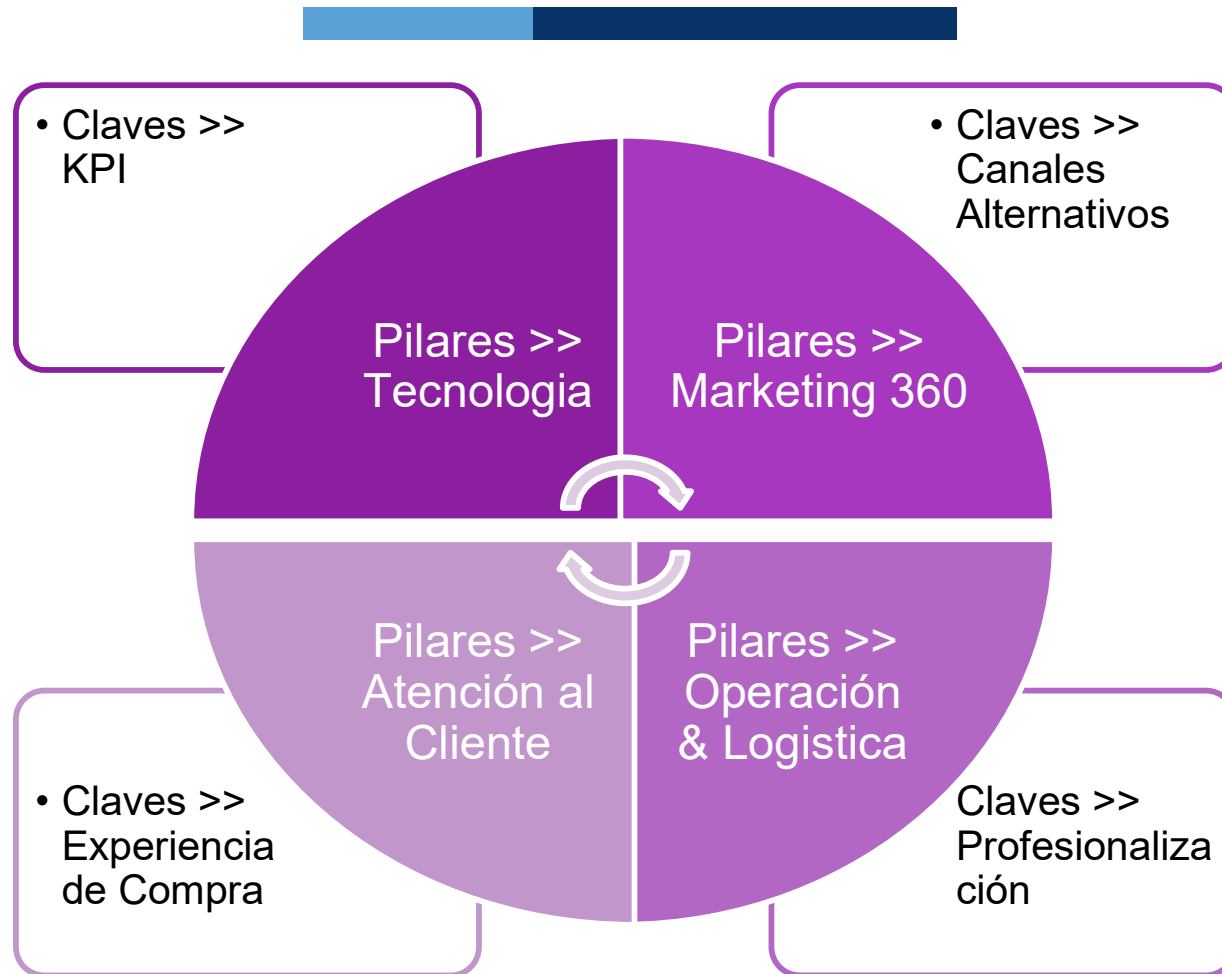 • Claves >>
KPI
• Claves >>
Canales
Alternativos
Pilares >>
Tecnologia
Pilares >>
Marketing 360
Pilares >>
Atención al
Cliente
Pilares >>
Operación
& Logistica
• Claves >>
Experiencia
de Compra
Claves >>
Profesionaliza
ción